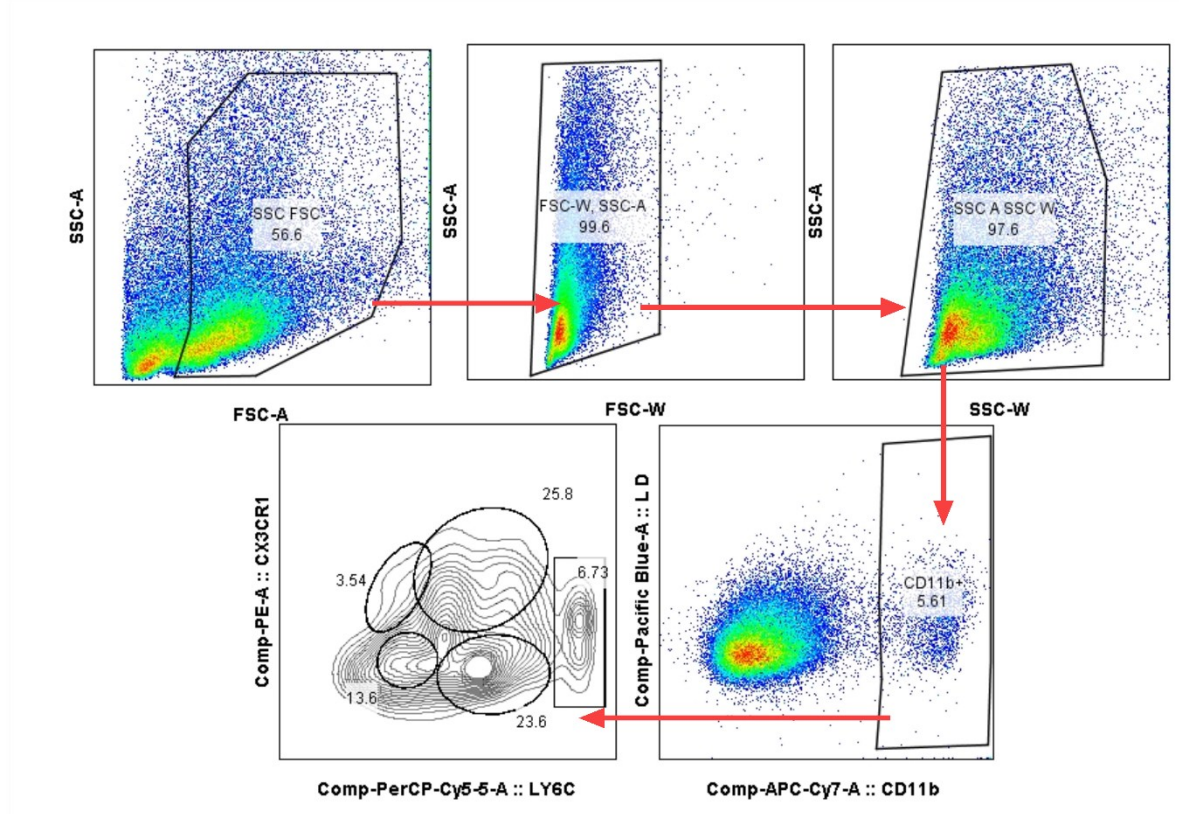 SSC-A
SSC FSC
56.6
FSC-A
SSC-A
FSC-W, SSC-A
99.6
FSC-W
SSC-A
SSC A SSC W
97.6
SSC-W
Comp-PE-A :: CX3CR1
25.8
3.54
6.73
13.6
23.6
Comp-PerCP-Cy5-5-A :: LY6C
Comp-Pacific Blue-A :: L D
CD11b+
5.61
Comp-APC-Cy7-A :: CD11b